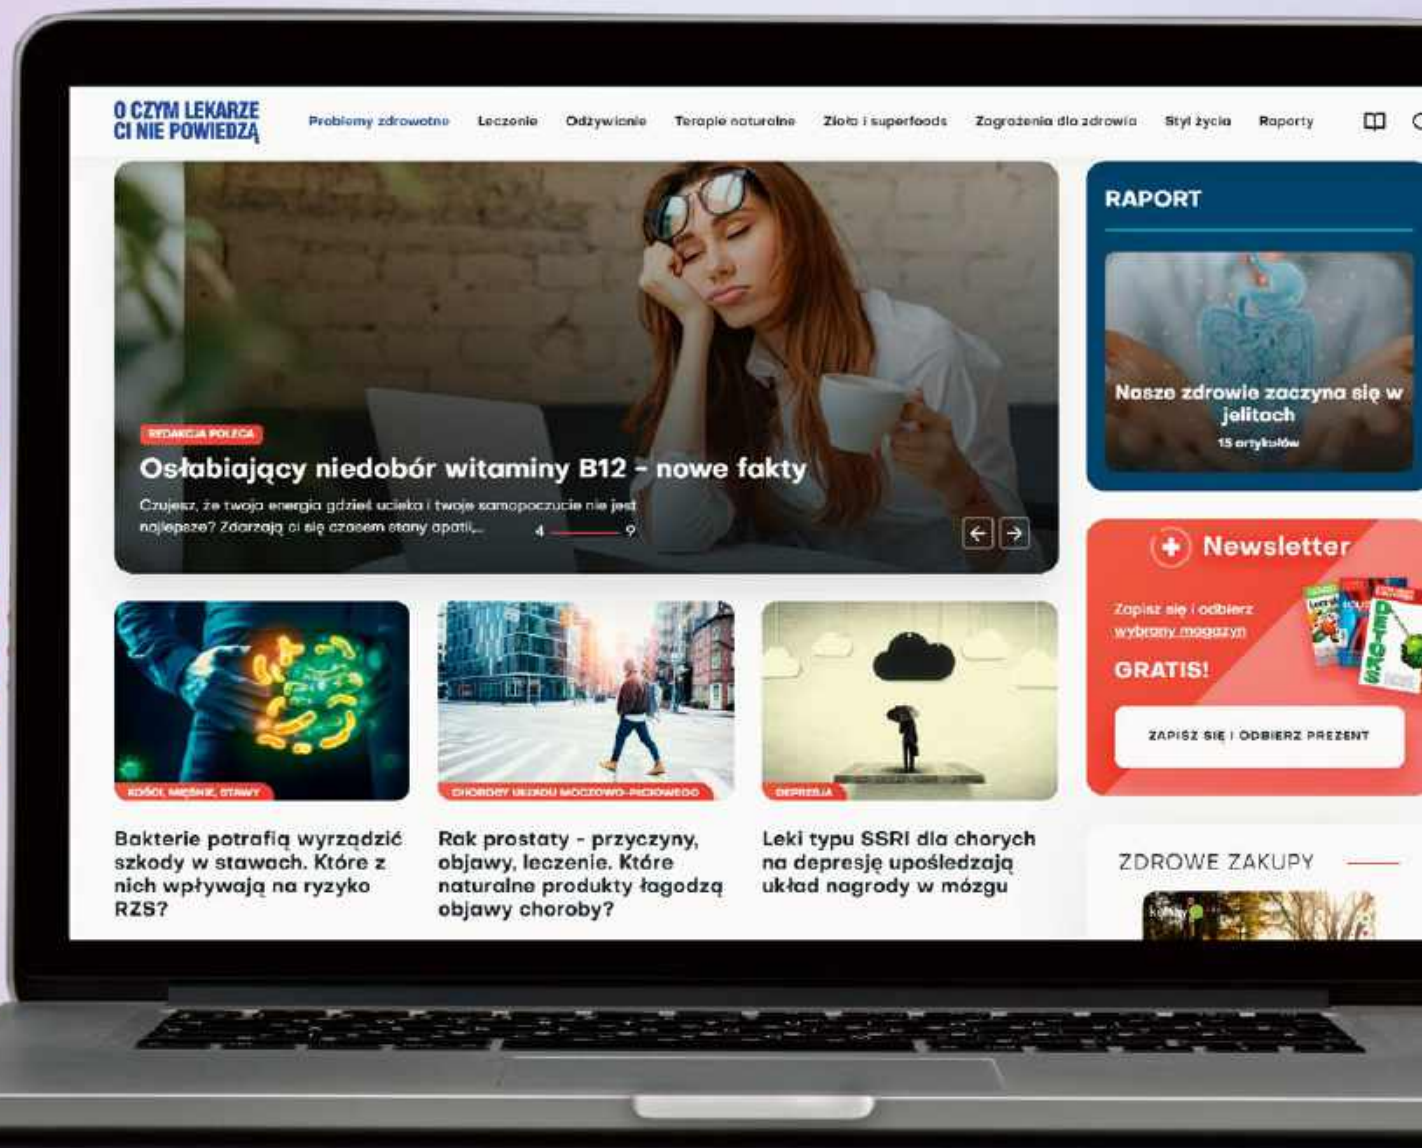 O CZYM LEKARZE
CI NIE POWIEDZĄ
Problemy zdrowotne
Leczenie
Odżywianie
Terapie naturalne
Zioła i superfoods
Zagrożenia dla zdrowia
Styl życia
Raporty
REDAKCJA POLECA
Osłabiający niedobór witaminy B12 - nowe fakty
Czujesz, że twoja energia gdzieś ucieka i twoje samopoczucie nie jest
najlepsze? Zdarzają ci się czasem stany apatii,...
4
9
RAPORT
Nasze zdrowie zaczyna się w
jelitach
15 artykułów
Newsletter
Zapisz się i odbierz
wybrany magazyn
GRATIS!
DETOKS
ZAPISZ SIĘ I ODBIERZ PREZENT
KOŚCI, MIĘŚNIE, STAWY
Bakterie potrafią wyrządzić
szkody w stawach. Które z
nich wpływają na ryzyko
RZS?
CHOROBY UKŁADU MOCZOWO-PŁCIOWEGO
Rak prostaty - przyczyny,
objawy, leczenie. Które
naturalne produkty łagodzą
objawy choroby?
DEPRESJA
Leki typu SSRI dla chorych
na depresję upośledzają
układ nagrody w mózgu
ZDROWE ZAKUPY